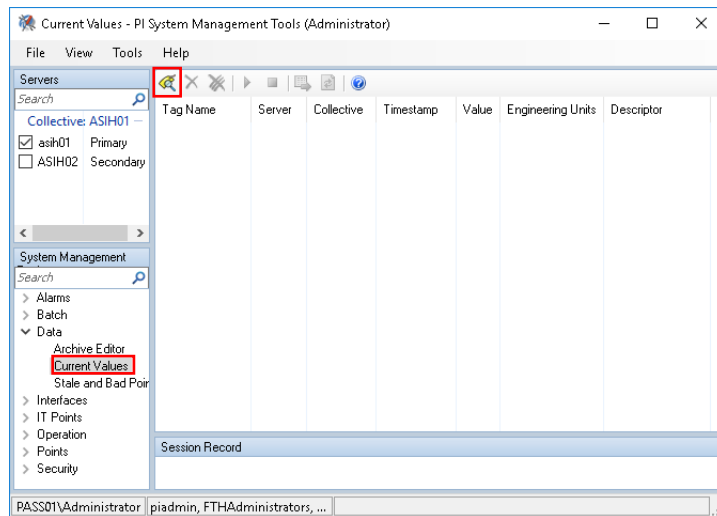 Current Values - PI System Management Tools (Administrator)
File View Tools Help
Servers
Search
Collective: ASIH01
asih01 Primary
ASIH02 Secondary
System Management
Search
Alarms
Batch
Data
Archive Editor
Current Values
Stale and Bad Poir
Interfaces
IT Points
Operation
Points
Security
Tag Name Server Collective Timestamp Value Engineering Units Descriptor
Session Record
PASS01\Administrator piadmin, FTHAdministrators, ...